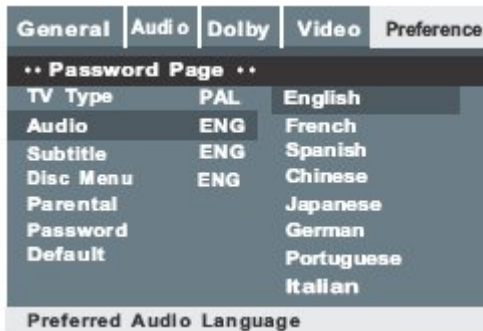 General Audio Dolby Video Preference
•• Password Page ••
TV Type PAL English
Audio ENG French
Subtitle ENG Spanish
Disc Menu ENG Chinese
Parental Japanese
Password German
Default Portuguese
Italian
Preferred Audio Language